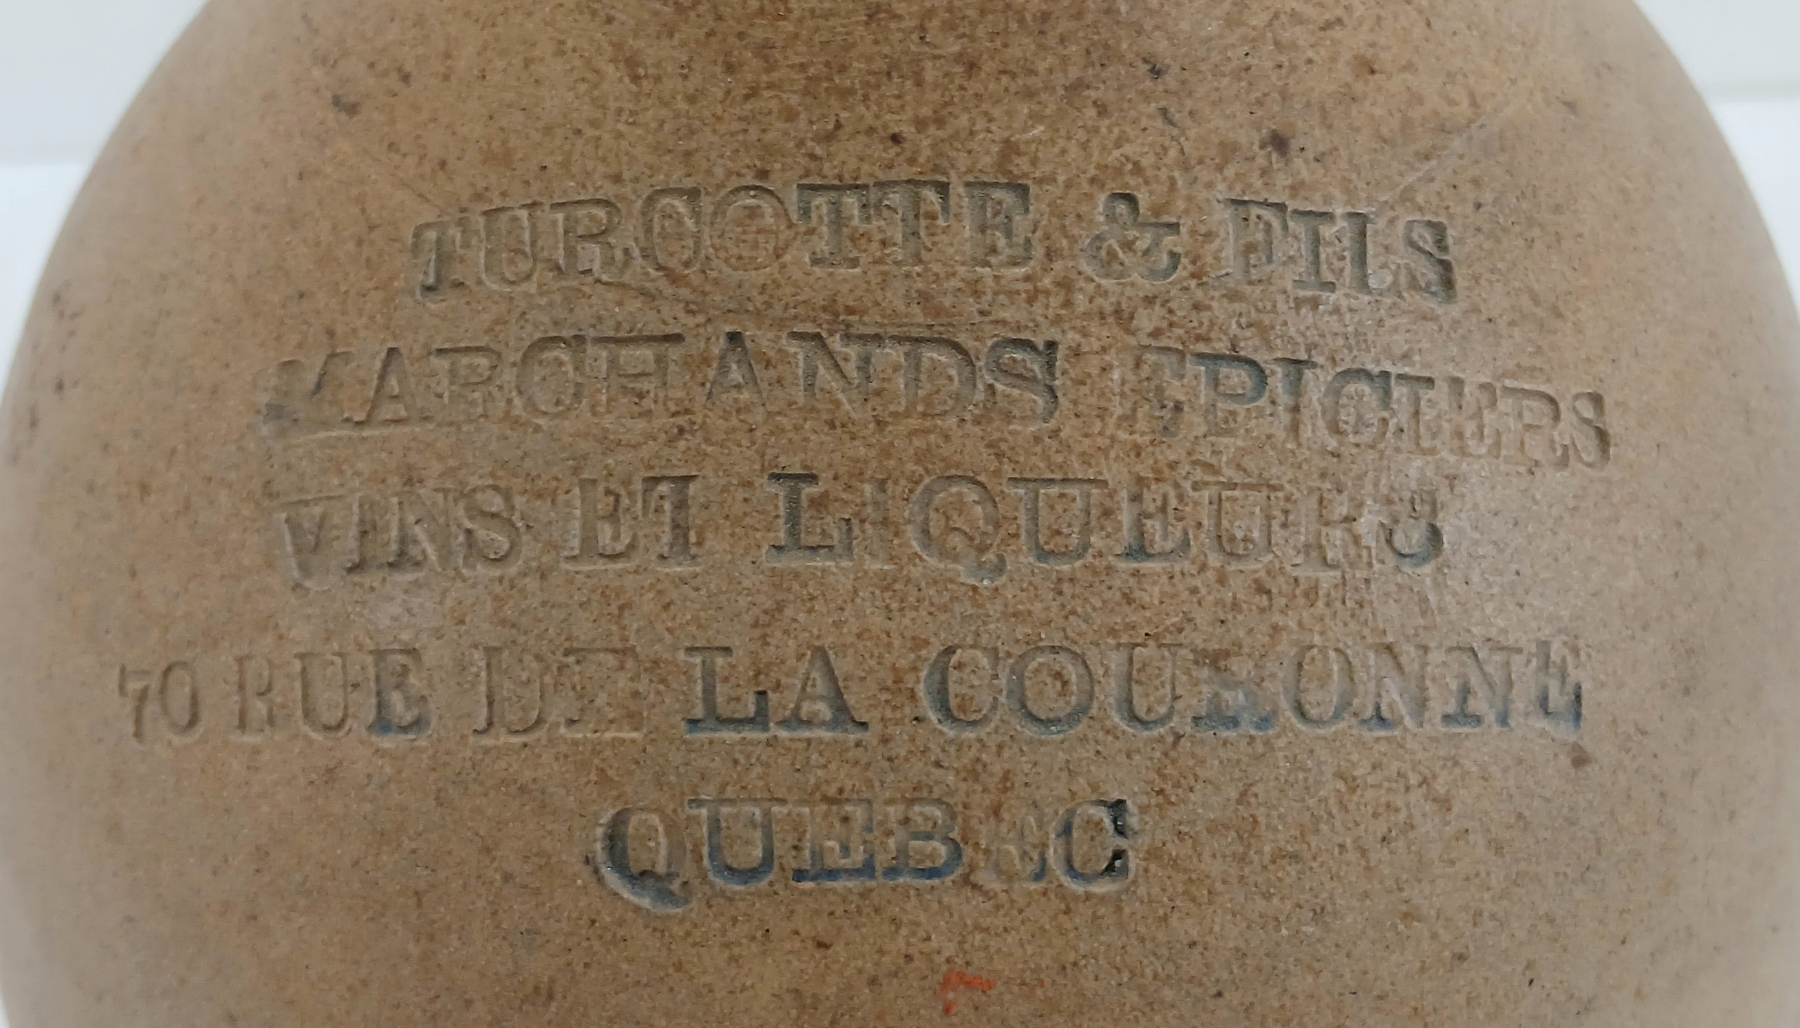 TURCOTTE & FILS
MARCHANDS EPICIERS
VINS ET LIQUEURS
70 RUE DE LA COURONNE
QUEBEC